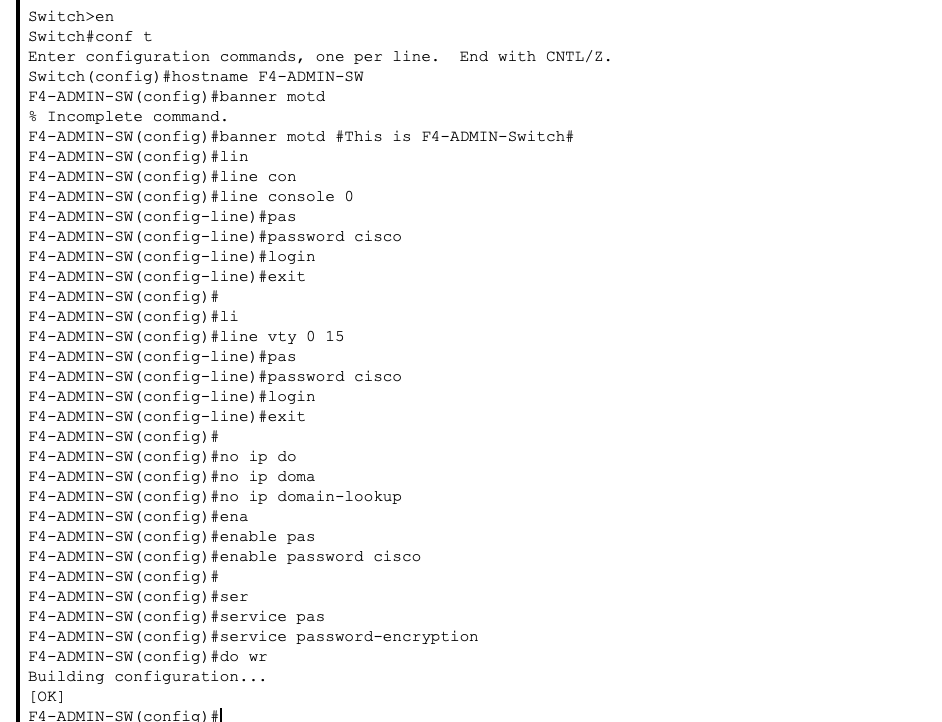 Switch>en
Switch#conf t
Enter configuration commands, one per line.  End with CNTL/Z.
Switch(config)#hostname F4-ADMIN-SW
F4-ADMIN-SW(config)#banner motd
% Incomplete command.
F4-ADMIN-SW(config)#banner motd #This is F4-ADMIN-Switch#
F4-ADMIN-SW(config)#lin
F4-ADMIN-SW(config)#line con
F4-ADMIN-SW(config)#line console 0
F4-ADMIN-SW(config-line)#pas
F4-ADMIN-SW(config-line)#password cisco
F4-ADMIN-SW(config-line)#login
F4-ADMIN-SW(config-line)#exit
F4-ADMIN-SW(config)#
F4-ADMIN-SW(config)#li
F4-ADMIN-SW(config)#line vty 0 15
F4-ADMIN-SW(config-line)#pas
F4-ADMIN-SW(config-line)#password cisco
F4-ADMIN-SW(config-line)#login
F4-ADMIN-SW(config-line)#exit
F4-ADMIN-SW(config)#
F4-ADMIN-SW(config)#no ip do
F4-ADMIN-SW(config)#no ip doma
F4-ADMIN-SW(config)#no ip domain-lookup
F4-ADMIN-SW(config)#ena
F4-ADMIN-SW(config)#enable pas
F4-ADMIN-SW(config)#enable password cisco
F4-ADMIN-SW(config)#
F4-ADMIN-SW(config)#ser
F4-ADMIN-SW(config)#service pas
F4-ADMIN-SW(config)#service password-encryption
F4-ADMIN-SW(config)#do wr
Building configuration...
[OK]
F4-ADMIN-SW(config)#